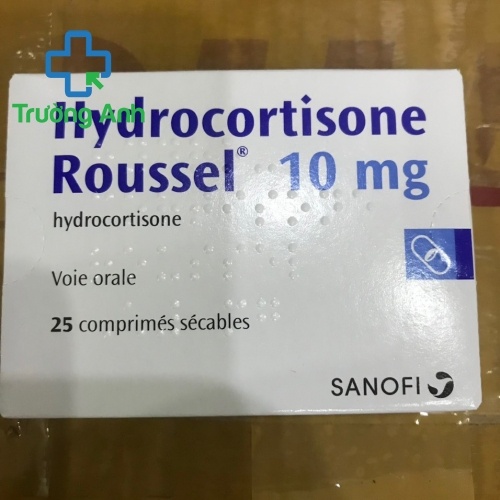 Trường Anh
Hydrocortisone
Roussel® 10 mg
hydrocortisone
Voie orale
25 comprimés sécables
SANOFI